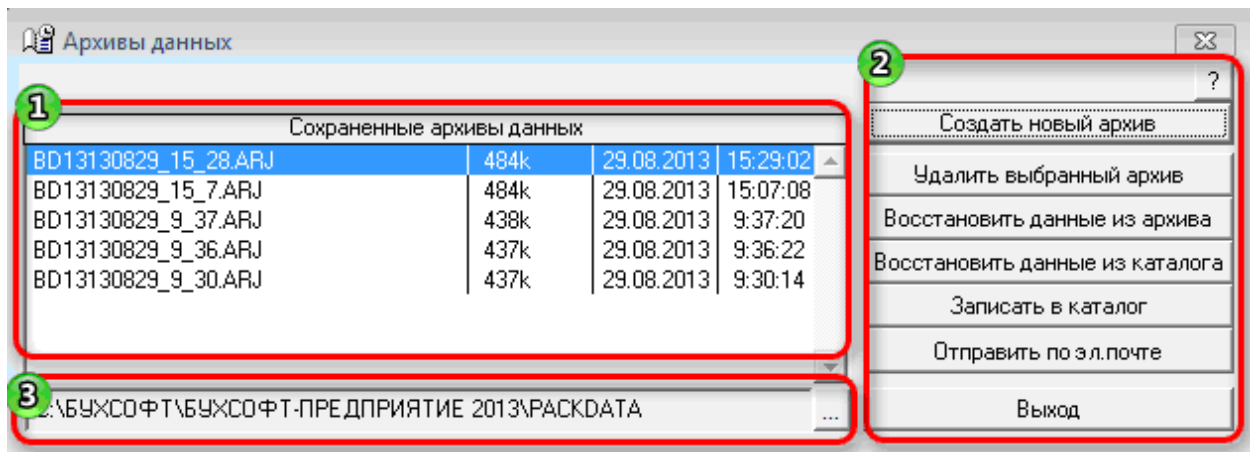 Архивы данных
?
Сохраненные архивы данных
BD13130829_15_28.ARJ 484k 29.08.2013 15:29:02
BD13130829_15_7.ARJ 484k 29.08.2013 15:07:08
BD13130829_9_37.ARJ 438k 29.08.2013 9:37:20
BD13130829_9_36.ARJ 437k 29.08.2013 9:36:22
BD13130829_9_30.ARJ 437k 29.08.2013 9:30:14
1
2
Создать новый архив
Удалить выбранный архив
Восстановить данные из архива
Восстановить данные из каталога
Записать в каталог
Отправить по эл.почте
Выход
3
:\БУХСОФТ\БУХСОФТ-ПРЕДПРИЯТИЕ 2013\PACKDATA ...